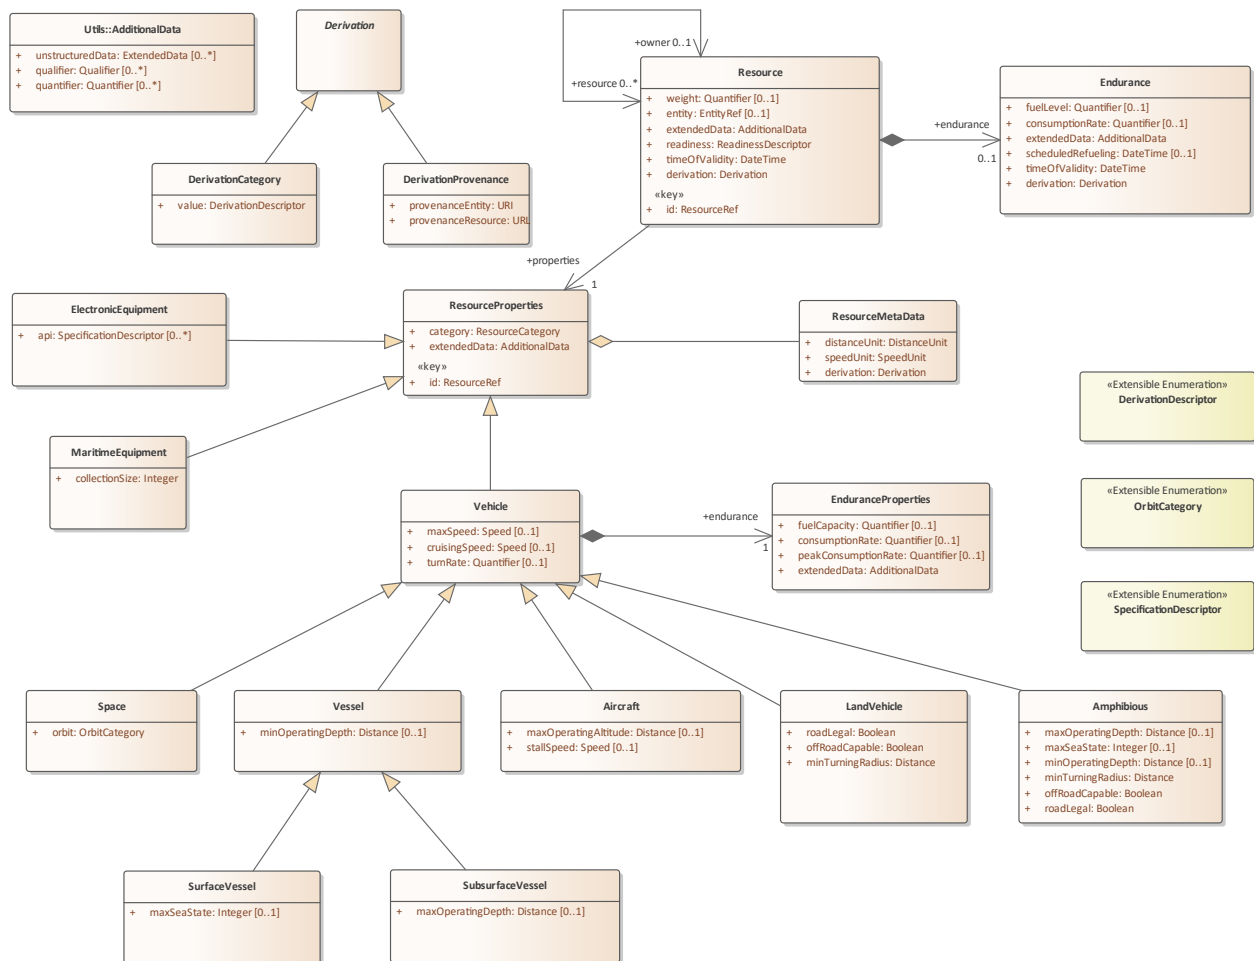 Utils::AdditionalData
+ unstructuredData: ExtendedData [0..*]
+ qualifier: Qualifier [0..*]
+ quantifier: Quantifier [0..*]
Derivation
+owner 0..1
+resource 0..*
Resource
+ weight: Quantifier [0..1]
+ entity: EntityRef [0..1]
+ extendedData: AdditionalData
+ readiness: ReadinessDescriptor
+ timeOfValidity: DateTime
+ derivation: Derivation
«key»
+ id: ResourceRef
+endurance
0..1
Endurance
+ fuelLevel: Quantifier [0..1]
+ consumptionRate: Quantifier [0..1]
+ extendedData: AdditionalData
+ scheduledRefueling: DateTime [0..1]
+ timeOfValidity: DateTime
+ derivation: Derivation
DerivationCategory
+ value: DerivationDescriptor
DerivationProvenance
+ provenanceEntity: URI
+ provenanceResource: URL
+properties
1
ElectronicEquipment
+ api: SpecificationDescriptor [0..*]
ResourceProperties
+ category: ResourceCategory
+ extendedData: AdditionalData
«key»
+ id: ResourceRef
ResourceMetaData
+ distanceUnit: DistanceUnit
+ speedUnit: SpeedUnit
+ derivation: Derivation
«Extensible Enumeration»
DerivationDescriptor
MaritimeEquipment
+ collectionSize: Integer
«Extensible Enumeration»
OrbitCategory
Vehicle
+ maxSpeed: Speed [0..1]
+ cruisingSpeed: Speed [0..1]
+ turnRate: Quantifier [0..1]
+endurance
1
EnduranceProperties
+ fuelCapacity: Quantifier [0..1]
+ consumptionRate: Quantifier [0..1]
+ peakConsumptionRate: Quantifier [0..1]
+ extendedData: AdditionalData
«Extensible Enumeration»
SpecificationDescriptor
Space
+ orbit: OrbitCategory
Vessel
+ minOperatingDepth: Distance [0..1]
Aircraft
+ maxOperatingAltitude: Distance [0..1]
+ stallSpeed: Speed [0..1]
LandVehicle
+ roadLegal: Boolean
+ offRoadCapable: Boolean
+ minTurningRadius: Distance
Amphibious
+ maxOperatingDepth: Distance [0..1]
+ maxSeaState: Integer [0..1]
+ minOperatingDepth: Distance [0..1]
+ minTurningRadius: Distance
+ offRoadCapable: Boolean
+ roadLegal: Boolean
SurfaceVessel
+ maxSeaState: Integer [0..1]
SubsurfaceVessel
+ maxOperatingDepth: Distance [0..1]